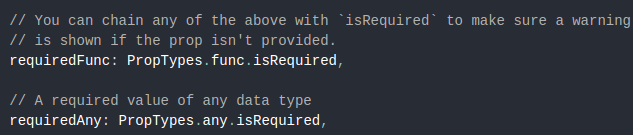 // You can chain any of the above with `isRequired` to make sure a warning
// is shown if the prop isn't provided.
requiredFunc: PropTypes.func.isRequired,
// A required value of any data type
requiredAny: PropTypes.any.isRequired,